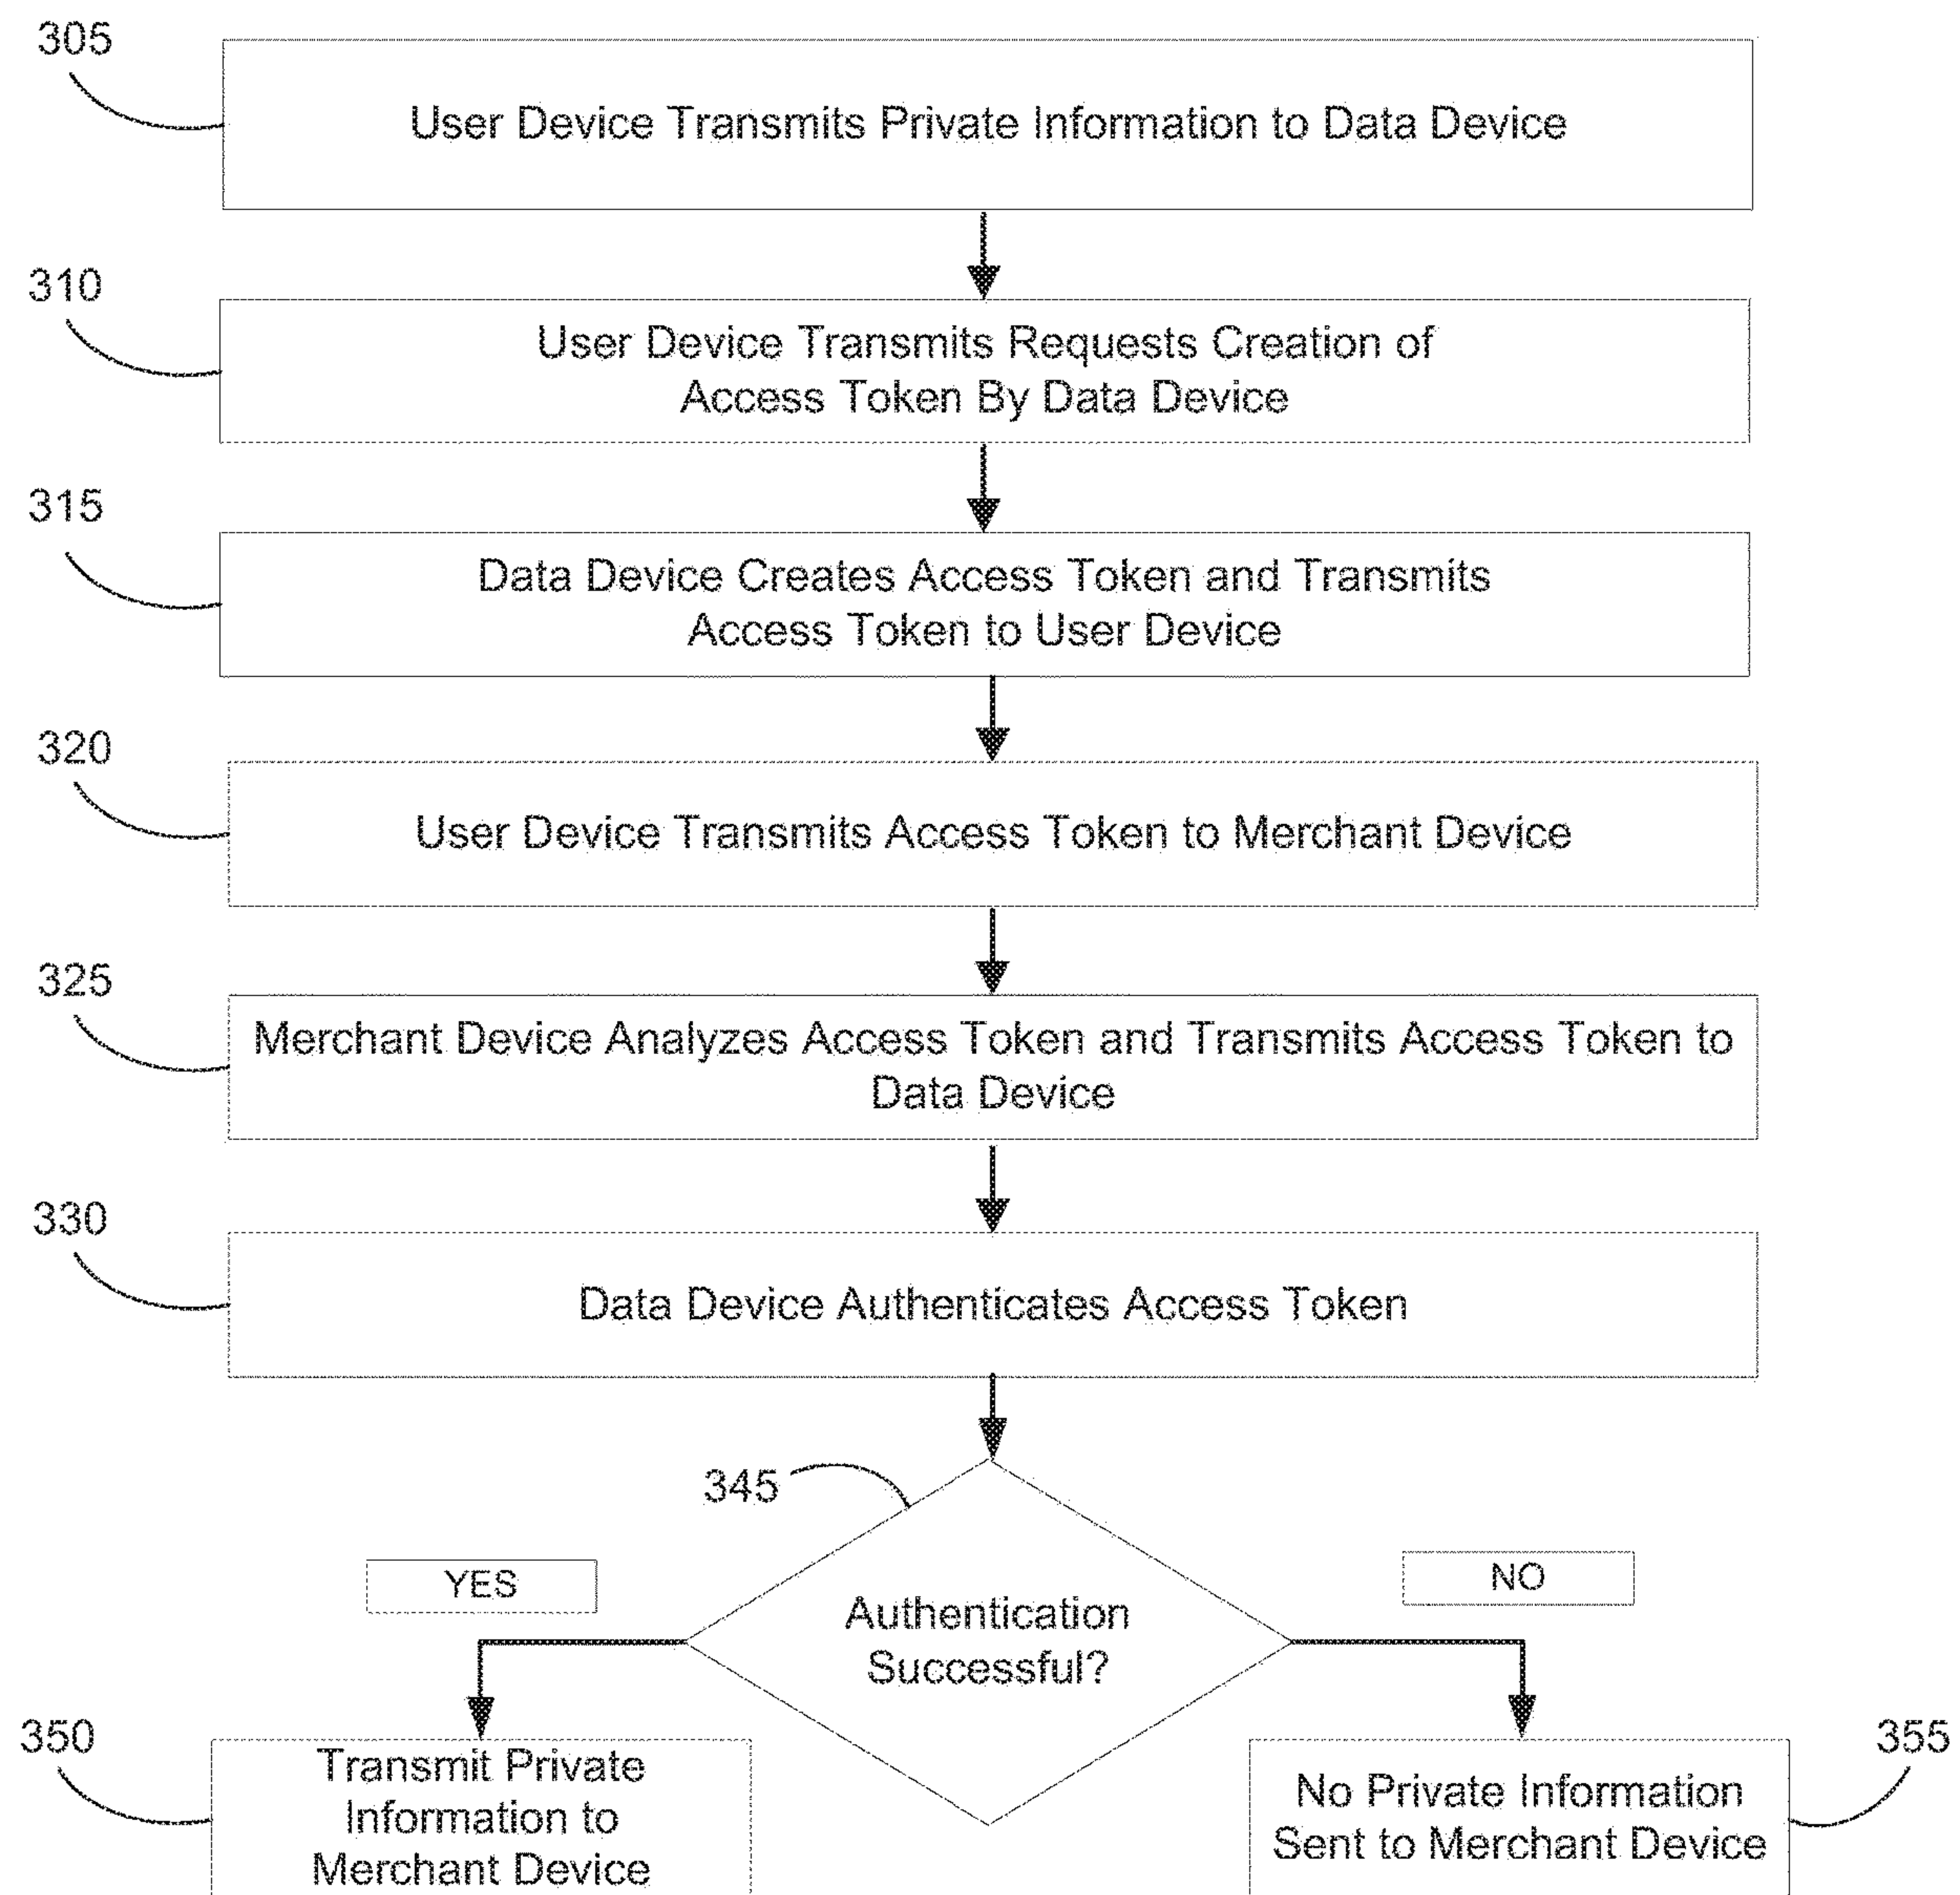 305
User Device Transmits Private Information to Data Device
310
User Device Transmits Requests Creation of
Access Token By Data Device
315
Data Device Creates Access Token and Transmits
Access Token to User Device
320
User Device Transmits Access Token to Merchant Device
325
Merchant Device Analyzes Access Token and Transmits Access Token to
Data Device
330
Data Device Authenticates Access Token
345
YES
NO
Authentication
Successful?
350
Transmit Private
Information to
Merchant Device
355
No Private Information
Sent to Merchant Device